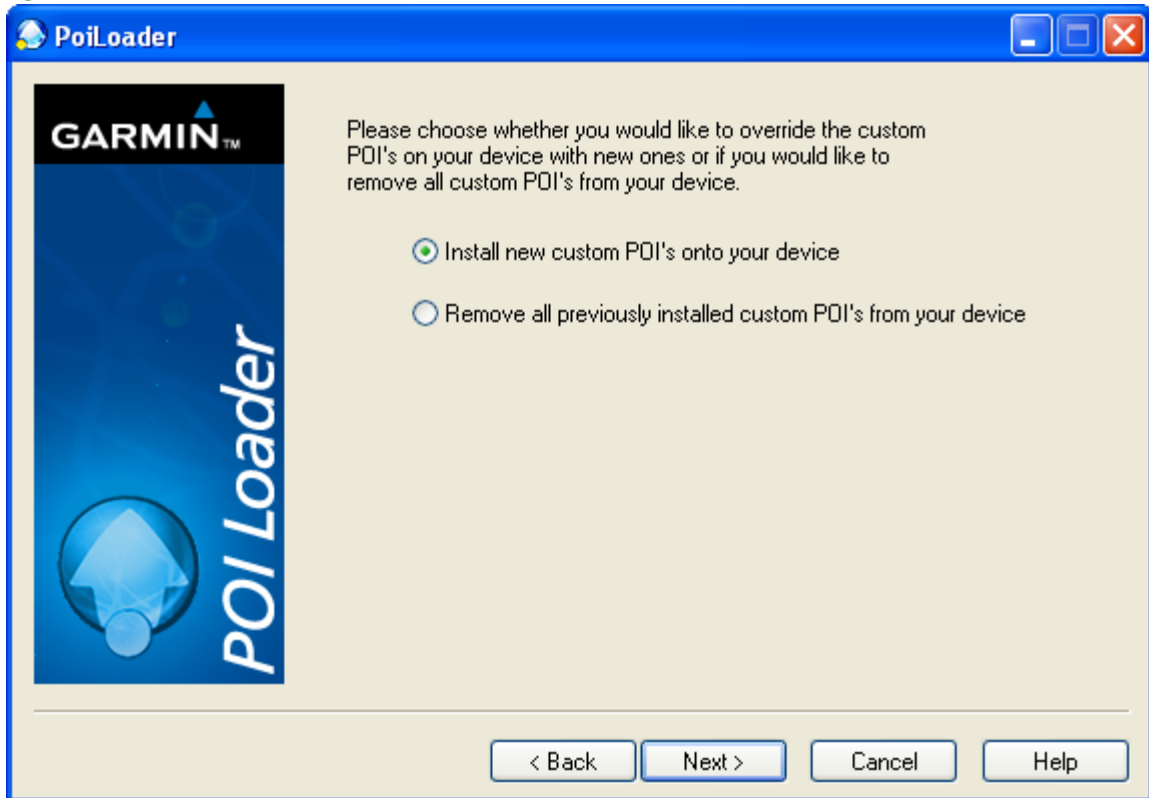 PoiLoader
GARMIN™
POI Loader
Please choose whether you would like to override the custom
POI's on your device with new ones or if you would like to
remove all custom POI's from your device.
Install new custom POI's onto your device
Remove all previously installed custom POI's from your device
< Back
Next >
Cancel
Help